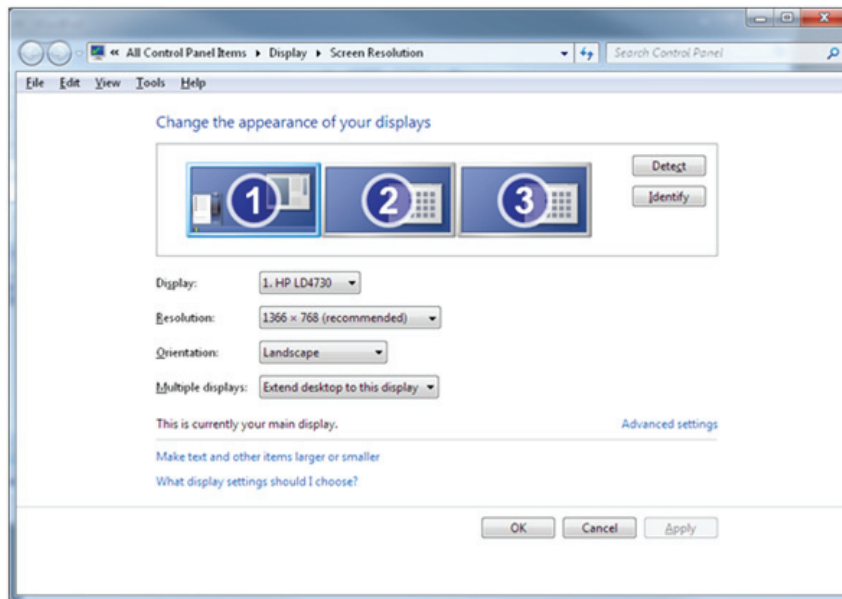 « All Control Panel Items ▸ Display ▸ Screen Resolution Search Control Panel
File Edit View Tools Help
Change the appearance of your displays
1 2 3
Detect
Identify
Display: 1. HP LD4730
Resolution: 1366 × 768 (recommended)
Orientation: Landscape
Multiple displays: Extend desktop to this display
This is currently your main display. Advanced settings
Make text and other items larger or smaller
What display settings should I choose?
OK Cancel Apply